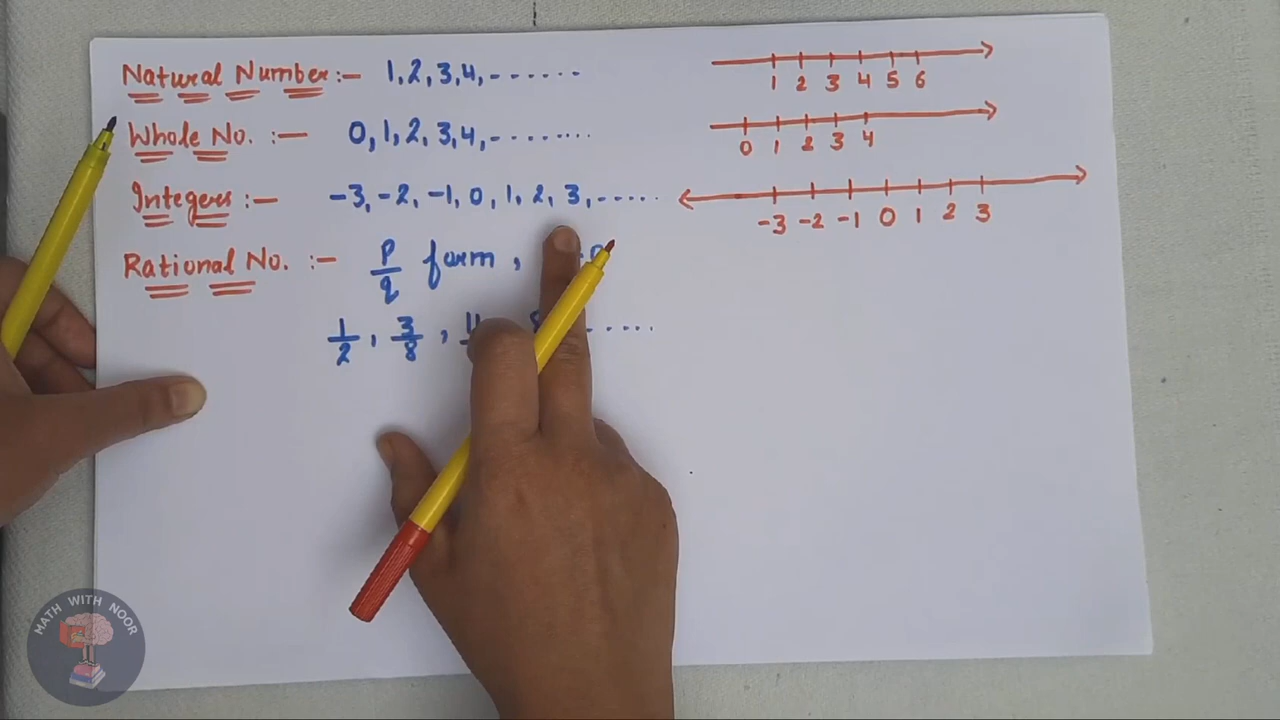 Natural Number :- 1, 2, 3, 4, - ......
1 2 3 4 5 6
Whole No. :- 0, 1, 2, 3, 4, - .......
0 1 2 3 4
Integers :- -3, -2, -1, 0, 1, 2, 3, - .....
-3 -2 -1 0 1 2 3
Rational No. :- P/q form,
1/2, 3/8, .....
MATH WITH NOOR